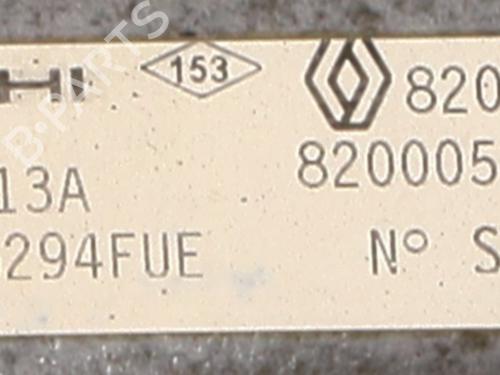 HI 153 820
820005
13A
294FUE N° S
B-PARTS